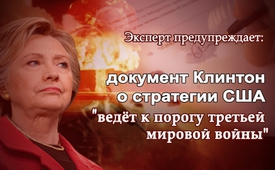 Эксперт предупреждает:
документ Клинтон
о стратегии США
"ведёт к порогу третьей
мировой войны"